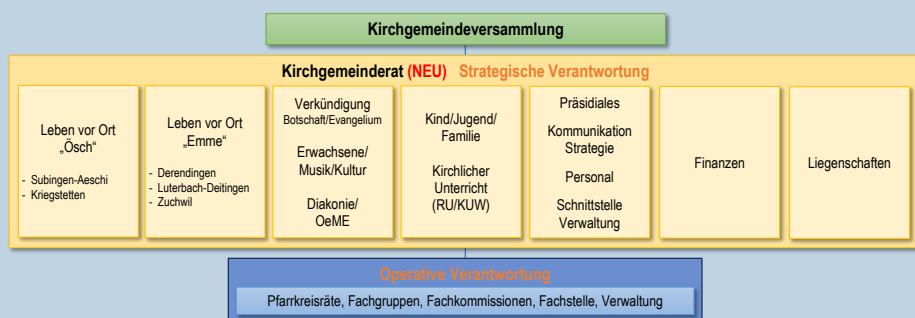 Kirchgemeindeversammlung
Kirchgemeinderat (NEU) Strategische Verantwortung
Leben vor Ort
„Ösch“
- Subingen-Aeschi
- Kriegstetten
Leben vor Ort
„Emme“
- Derendingen
- Luterbach-Deitingen
- Zuchwil
Verkündigung
Botschaft/Evangelium
Erwachsene/
Musik/Kultur
Diakonie/
OeME
Kind/Jugend/
Familie
Kirchlicher
Unterricht
(RU/KUW)
Präsidiales
Kommunikation
Strategie
Personal
Schnittstelle
Verwaltung
Finanzen
Liegenschaften
Operative Verantwortung
Pfarrkreisräte, Fachgruppen, Fachkommissionen, Fachstelle, Verwaltung